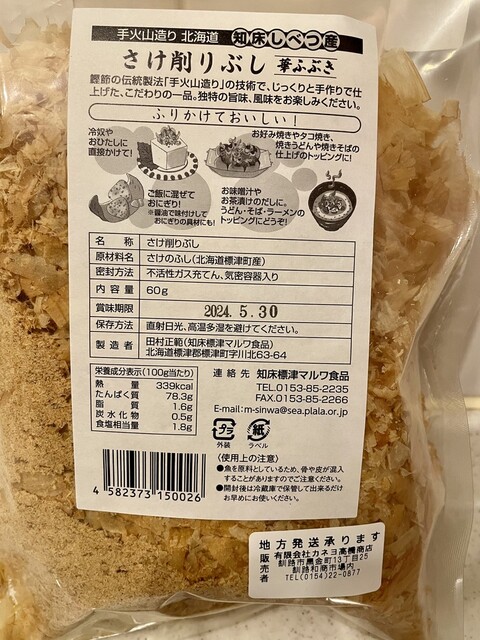 手火山造り 北海道 知床しべつ産
さけ削りぶし 華ふぶき
鰹節の伝統製法「手火山造り」の技術で、じっくりと手作りで仕
上げた、こだわりの一品。独特の旨味、風味をお楽しみください。
ふりかけておいしい!
冷奴や
おひたしに
直接かけて!
お好み焼きやタコ焼き、
焼きうどんや焼きそばの
仕上げのトッピングに!
ご飯に混ぜて
おにぎり!
※醤油で味付けして
おにぎりの具材にも!
お味噌汁や
お茶漬けのだしに。
うどん・そば・ラーメンの
トッピングにどうぞ!
名称 さけ削りぶし
原材料名 さけのふし(北海道標津町産)
密封方法 不活性ガス充てん、気密容器入り
内容量 60g
賞味期限 2024.5.30
保存方法 直射日光、高温多湿を避けてください。
製造者 田村正範(知床標津マルワ食品)
北海道標津郡標津町字川北63-64
栄養成分表示(100g当たり)
熱量 339kcal
たんぱく質 78.3g
脂質 1.6g
炭水化物 0.5g
食塩相当量 1.8g
連絡先 知床標津マルワ食品
TEL.0153-85-2235
FAX.0153-85-2266
E-mail:m-sinwa@sea.plala.or.jp
プラ 外装
紙 ラベル
〈使用上の注意〉
●魚を原料としているため、骨や皮が混入
することがありますのでご注意ください。
●開封後は冷蔵庫で保管して出来るだけ
お早めにお使いください。
4 582373 150026
地方発送承ります
販売者 有限会社カネヨ高橋商店
釧路市黒金町13丁目25
釧路和商市場内
TEL(0154)22-0877